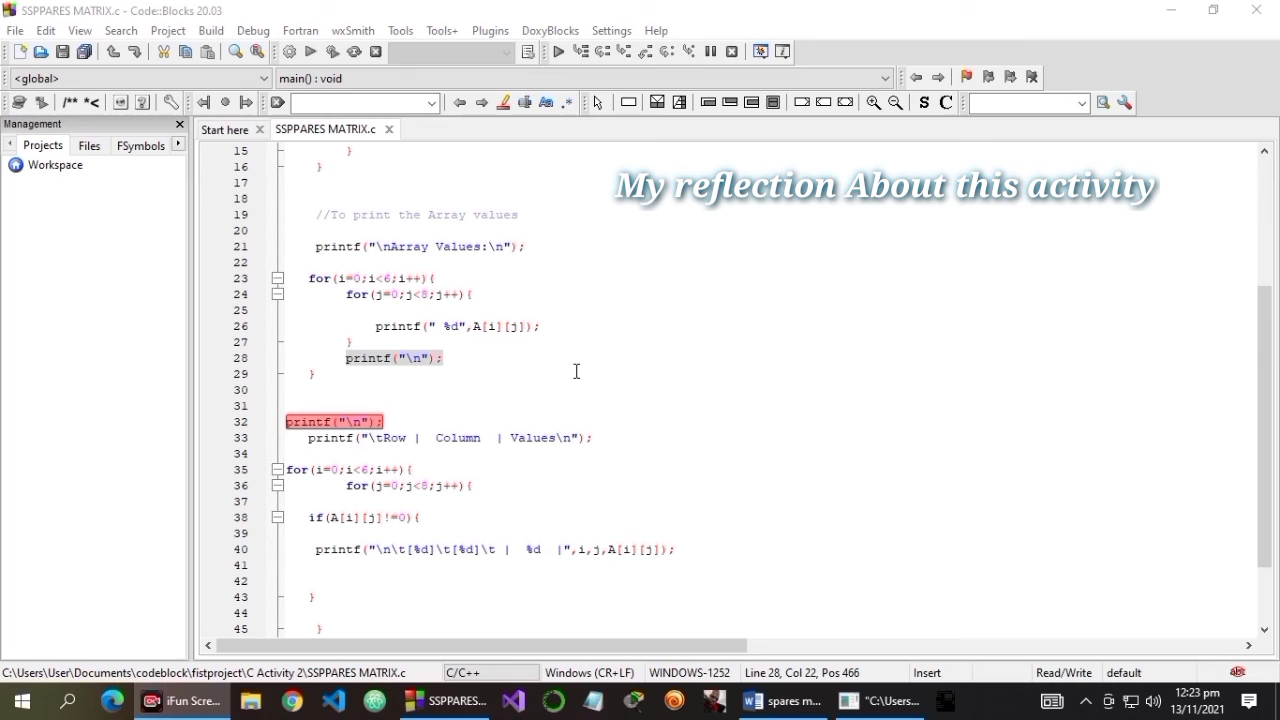 SSPPARES MATRIX.c - Code::Blocks 20.03
File Edit View Search Project Build Debug Fortran wxSmith Tools Tools+ Plugins DoxyBlocks Settings Help
<global> main() : void
/** *<
S C
Management
Projects Files FSymbols
Workspace
Start here SSPPARES MATRIX.c
My reflection About this activity
15 }
16 }
17
18
19 //To print the Array values
20
21 printf("\nArray Values:\n");
22
23 for(i=0;i<6;i++){
24 for(j=0;j<8;j++){
25
26 printf(" %d",A[i][j]);
27 }
28 printf("\n");
29 }
30
31
32 printf("\n");
33 printf("\tRow |  Column  | Values\n");
34
35 for(i=0;i<6;i++){
36 for(j=0;j<8;j++){
37
38 if(A[i][j]!=0){
39
40 printf("\n\t[%d]\t[%d]\t |  %d  |",i,j,A[i][j]);
41
42
43 }
44
45 }
C:\Users\User\Documents\codeblock\fistproject\C Activity 2\SSPPARES MATRIX.c C/C++ Windows (CR+LF) WINDOWS-1252 Line 28, Col 22, Pos 466 Insert Read/Write default
iFun Scre... SSPPARES... spares m... "C:\Users... 12:23 pm
13/11/2021